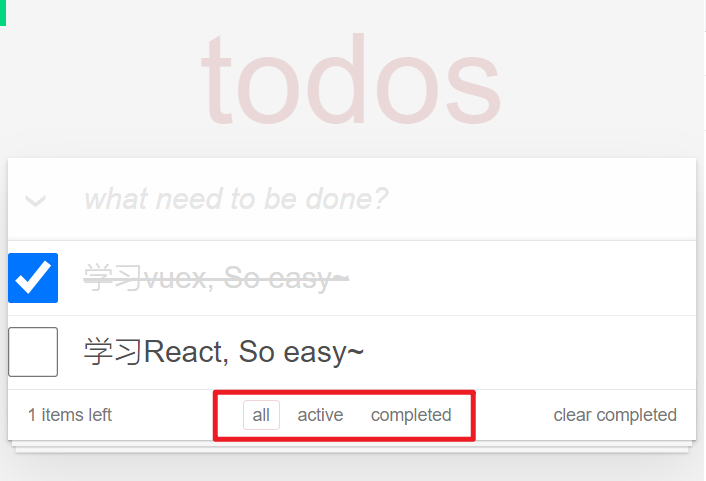 todos
what need to be done?
学习vuex, So easy~
学习React, So easy~
1 items left all active completed clear completed